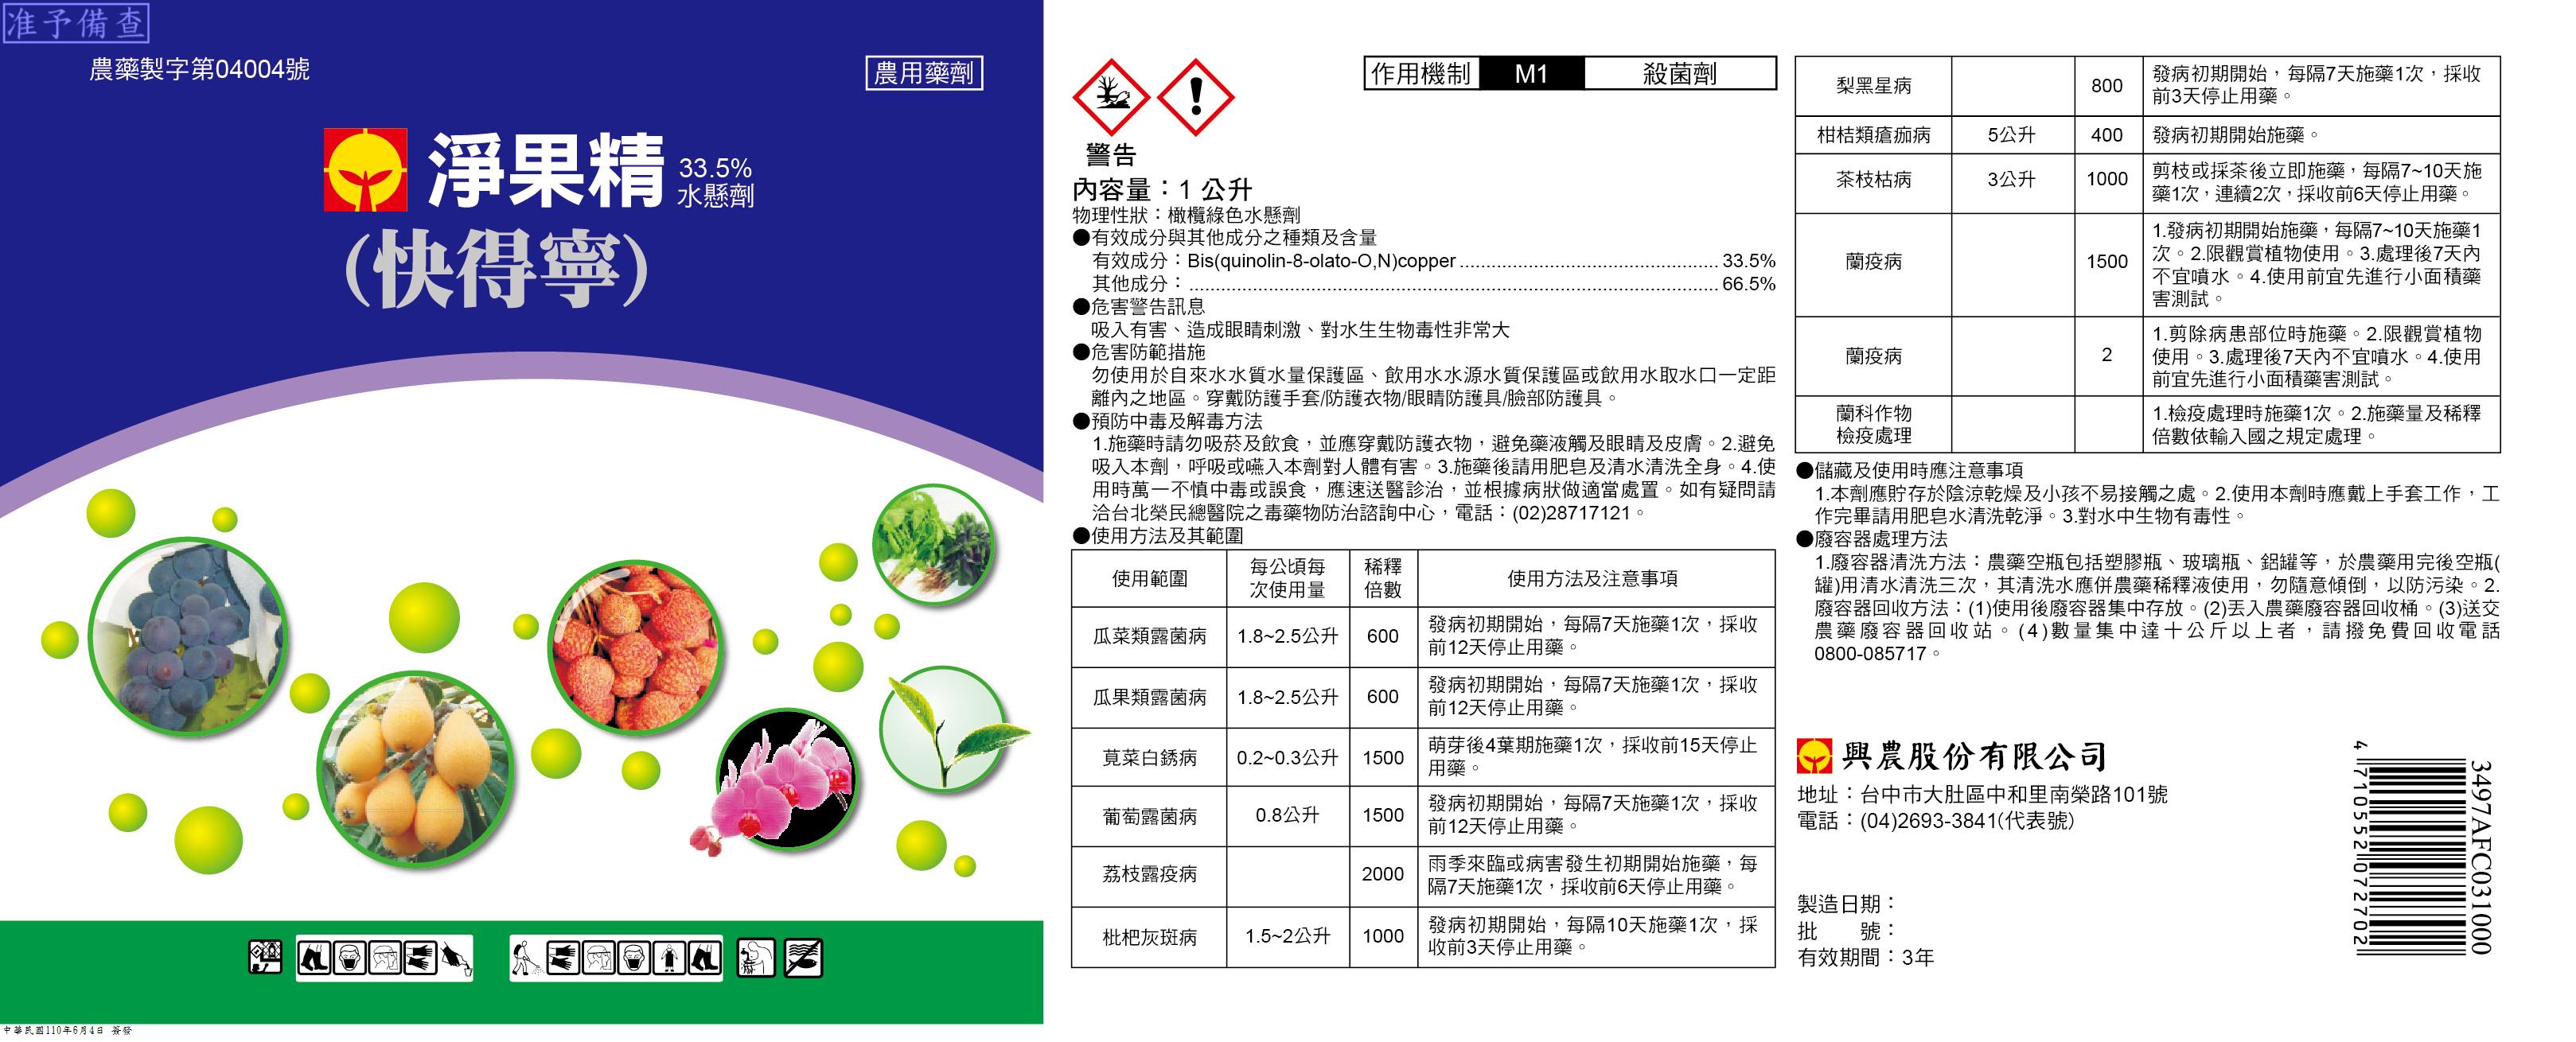 准予備查
農藥製字第04004號
農用藥劑
淨果精
33.5%
水懸劑
(快得寧)
中華民國110年6月4日 簽發
作用機制 M1 殺菌劑
警告
內容量：1 公升
物理性狀：橄欖綠色水懸劑
●有效成分與其他成分之種類及含量
有效成分：Bis(quinolin-8-olato-O,N)copper ................................................. 33.5%
其他成分：.................................................................................................... 66.5%
●危害警告訊息
吸入有害、造成眼睛刺激、對水生生物毒性非常大
●危害防範措施
勿使用於自來水水質水量保護區、飲用水水源水質保護區或飲用水取水口一定距
離內之地區。穿戴防護手套/防護衣物/眼睛防護具/臉部防護具。
●預防中毒及解毒方法
1.施藥時請勿吸菸及飲食，並應穿戴防護衣物，避免藥液觸及眼睛及皮膚。2.避免
吸入本劑，呼吸或嚥入本劑對人體有害。3.施藥後請用肥皂及清水清洗全身。4.使
用時萬一不慎中毒或誤食，應速送醫診治，並根據病狀做適當處置。如有疑問請
洽台北榮民總醫院之毒藥物防治諮詢中心，電話：(02)28717121。
●使用方法及其範圍
使用範圍 每公頃每 稀釋 使用方法及注意事項
次使用量 倍數
瓜菜類露菌病 1.8~2.5公升 600 發病初期開始，每隔7天施藥1次，採收
前12天停止用藥。
瓜果類露菌病 1.8~2.5公升 600 發病初期開始，每隔7天施藥1次，採收
前12天停止用藥。
莧菜白銹病 0.2~0.3公升 1500 萌芽後4葉期施藥1次，採收前15天停止
用藥。
葡萄露菌病 0.8公升 1500 發病初期開始，每隔7天施藥1次，採收
前12天停止用藥。
荔枝露疫病 2000 雨季來臨或病害發生初期開始施藥，每
隔7天施藥1次，採收前6天停止用藥。
枇杷灰斑病 1.5~2公升 1000 發病初期開始，每隔10天施藥1次，採
收前3天停止用藥。
梨黑星病 800 發病初期開始，每隔7天施藥1次，採收
前3天停止用藥。
柑桔類瘡痂病 5公升 400 發病初期開始施藥。
茶枝枯病 3公升 1000 剪枝或採茶後立即施藥，每隔7~10天施
藥1次，連續2次，採收前6天停止用藥。
蘭疫病 1500 1.發病初期開始施藥，每隔7~10天施藥1
次。2.限觀賞植物使用。3.處理後7天內
不宜噴水。4.使用前宜先進行小面積藥
害測試。
蘭疫病 2 1.剪除病患部位時施藥。2.限觀賞植物
使用。3.處理後7天內不宜噴水。4.使用
前宜先進行小面積藥害測試。
蘭科作物 1.檢疫處理時施藥1次。2.施藥量及稀釋
檢疫處理 倍數依輸入國之規定處理。
●儲藏及使用時應注意事項
1.本劑應貯存於陰涼乾燥及小孩不易接觸之處。2.使用本劑時應戴上手套工作，工
作完畢請用肥皂水清洗乾淨。3.對水中生物有毒性。
●廢容器處理方法
1.廢容器清洗方法：農藥空瓶包括塑膠瓶、玻璃瓶、鋁罐等，於農藥用完後空瓶(
罐)用清水清洗三次，其清洗水應併農藥稀釋液使用，勿隨意傾倒，以防污染。2.
廢容器回收方法：(1)使用後廢容器集中存放。(2)丟入農藥廢容器回收桶。(3)送交
農藥廢容器回收站。(4)數量集中達十公斤以上者，請撥免費回收電話
0800-085717。
興農股份有限公司
地址：台中市大肚區中和里南榮路101號
電話：(04)2693-3841(代表號)
製造日期：
批　　號：
有效期間：3年
4 710552 072702
3497AFC031000